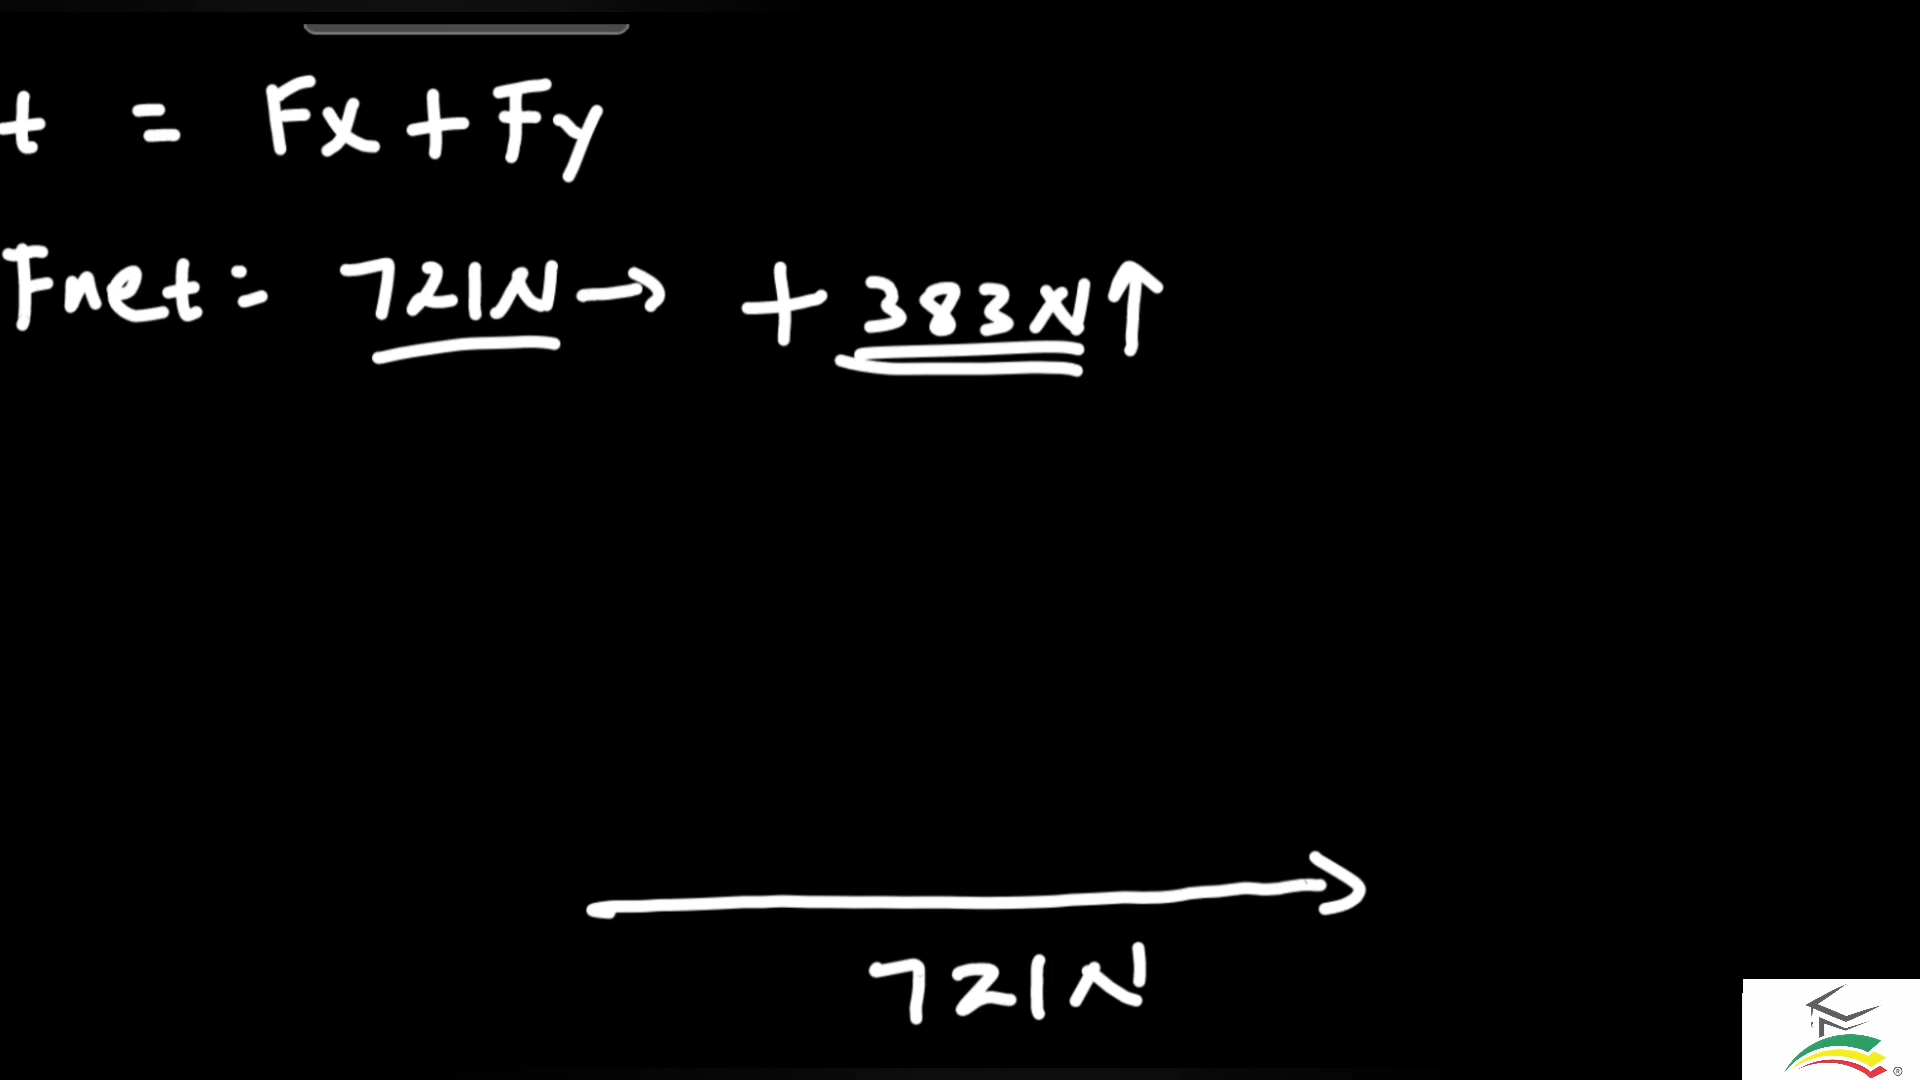 t = Fx + Fy
Fnet = 721N → + 383N ↑
721N
®